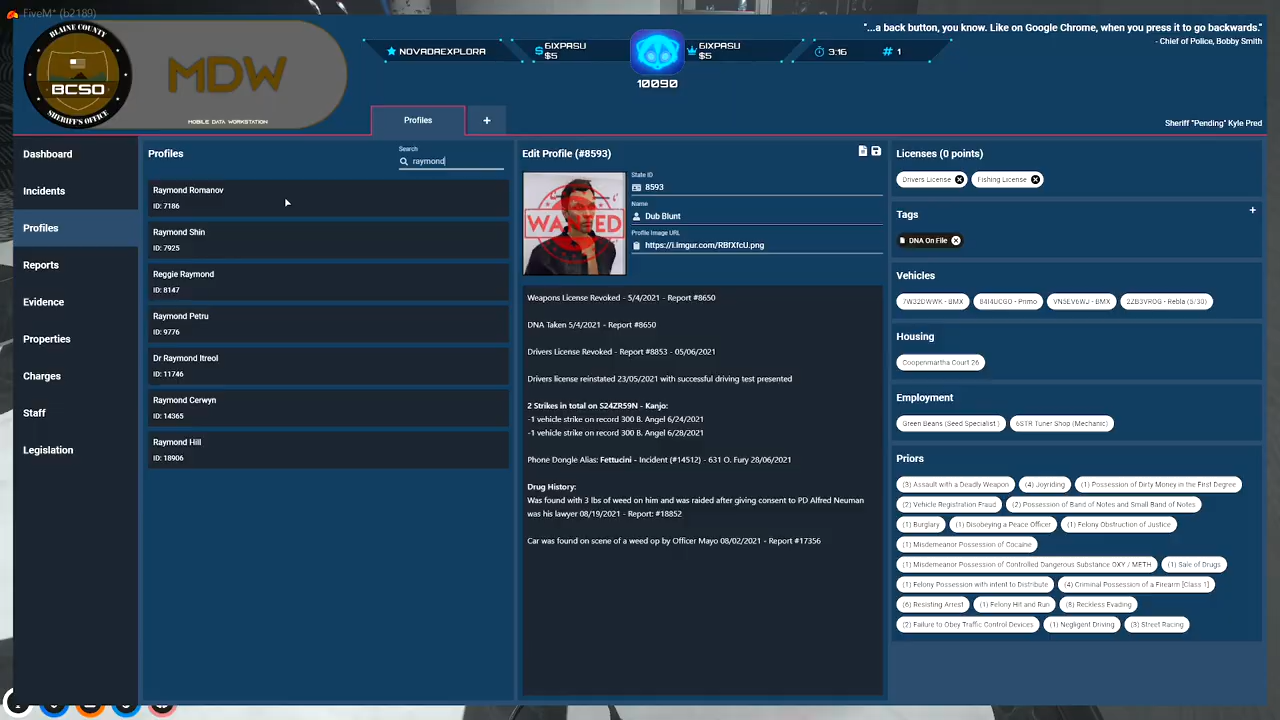 FiveM® (b2189)
BLAINE COUNTY
BCSO
SHERIFF'S OFFICE
MDW
MOBILE DATA WORKSTATION
NOVADREXPLORA
6IXPASU
$5
10090
6IXPASU
$5
3:16
# 1
"...a back button, you know. Like on Google Chrome, when you press it to go backwards."
- Chief of Police, Bobby Smith
Profiles
+
Sheriff "Pending" Kyle Pred
Dashboard
Incidents
Profiles
Reports
Evidence
Properties
Charges
Staff
Legislation
Profiles
Search
raymond
Raymond Romanov
ID: 7186
Raymond Shin
ID: 7925
Reggie Raymond
ID: 8147
Raymond Petru
ID: 9776
Dr Raymond Itreol
ID: 11746
Raymond Cerwyn
ID: 14365
Raymond Hill
ID: 18906
Edit Profile (#8593)
WANTED
State ID
8593
Name
Dub Blunt
Profile Image URL
https://i.imgur.com/RBfXfcU.png
Weapons License Revoked - 5/4/2021 - Report #8650
DNA Taken 5/4/2021 - Report #8650
Drivers License Revoked - Report #8853 - 05/06/2021
Drivers license reinstated 23/05/2021 with successful driving test presented
2 Strikes in total on S24ZR59N - Kanjo:
-1 vehicle strike on record 300 B. Angel 6/24/2021
-1 vehicle strike on record 300 B. Angel 6/28/2021
Phone Dongle Alias: Fettucini - Incident (#14512) - 631 O. Fury 28/06/2021
Drug History:
Was found with 3 lbs of weed on him and was raided after giving consent to PD Alfred Neuman
was his lawyer 08/19/2021 - Report: #18852
Car was found on scene of a weed op by Officer Mayo 08/02/2021 - Report #17356
Licenses (0 points)
Drivers License Fishing License
Tags
+
DNA On File
Vehicles
7W32DWWK - BMX 84I4UCGO - Primo VN5EV6WJ - BMX 2ZB3VROG - Rebla (5/30)
Housing
Coopenmartha Court 26
Employment
Green Beans (Seed Specialist ) 6STR Tuner Shop (Mechanic)
Priors
(3) Assault with a Deadly Weapon (4) Joyriding (1) Possession of Dirty Money in the First Degree
(2) Vehicle Registration Fraud (2) Possession of Band of Notes and Small Band of Notes
(1) Burglary (1) Disobeying a Peace Officer (1) Felony Obstruction of Justice
(1) Misdemeanor Possession of Cocaine
(1) Misdemeanor Possession of Controlled Dangerous Substance OXY / METH (1) Sale of Drugs
(1) Felony Possession with intent to Distribute (4) Criminal Possession of a Firearm [Class 1]
(6) Resisting Arrest (1) Felony Hit and Run (8) Reckless Evading
(2) Failure to Obey Traffic Control Devices (1) Negligent Driving (3) Street Racing